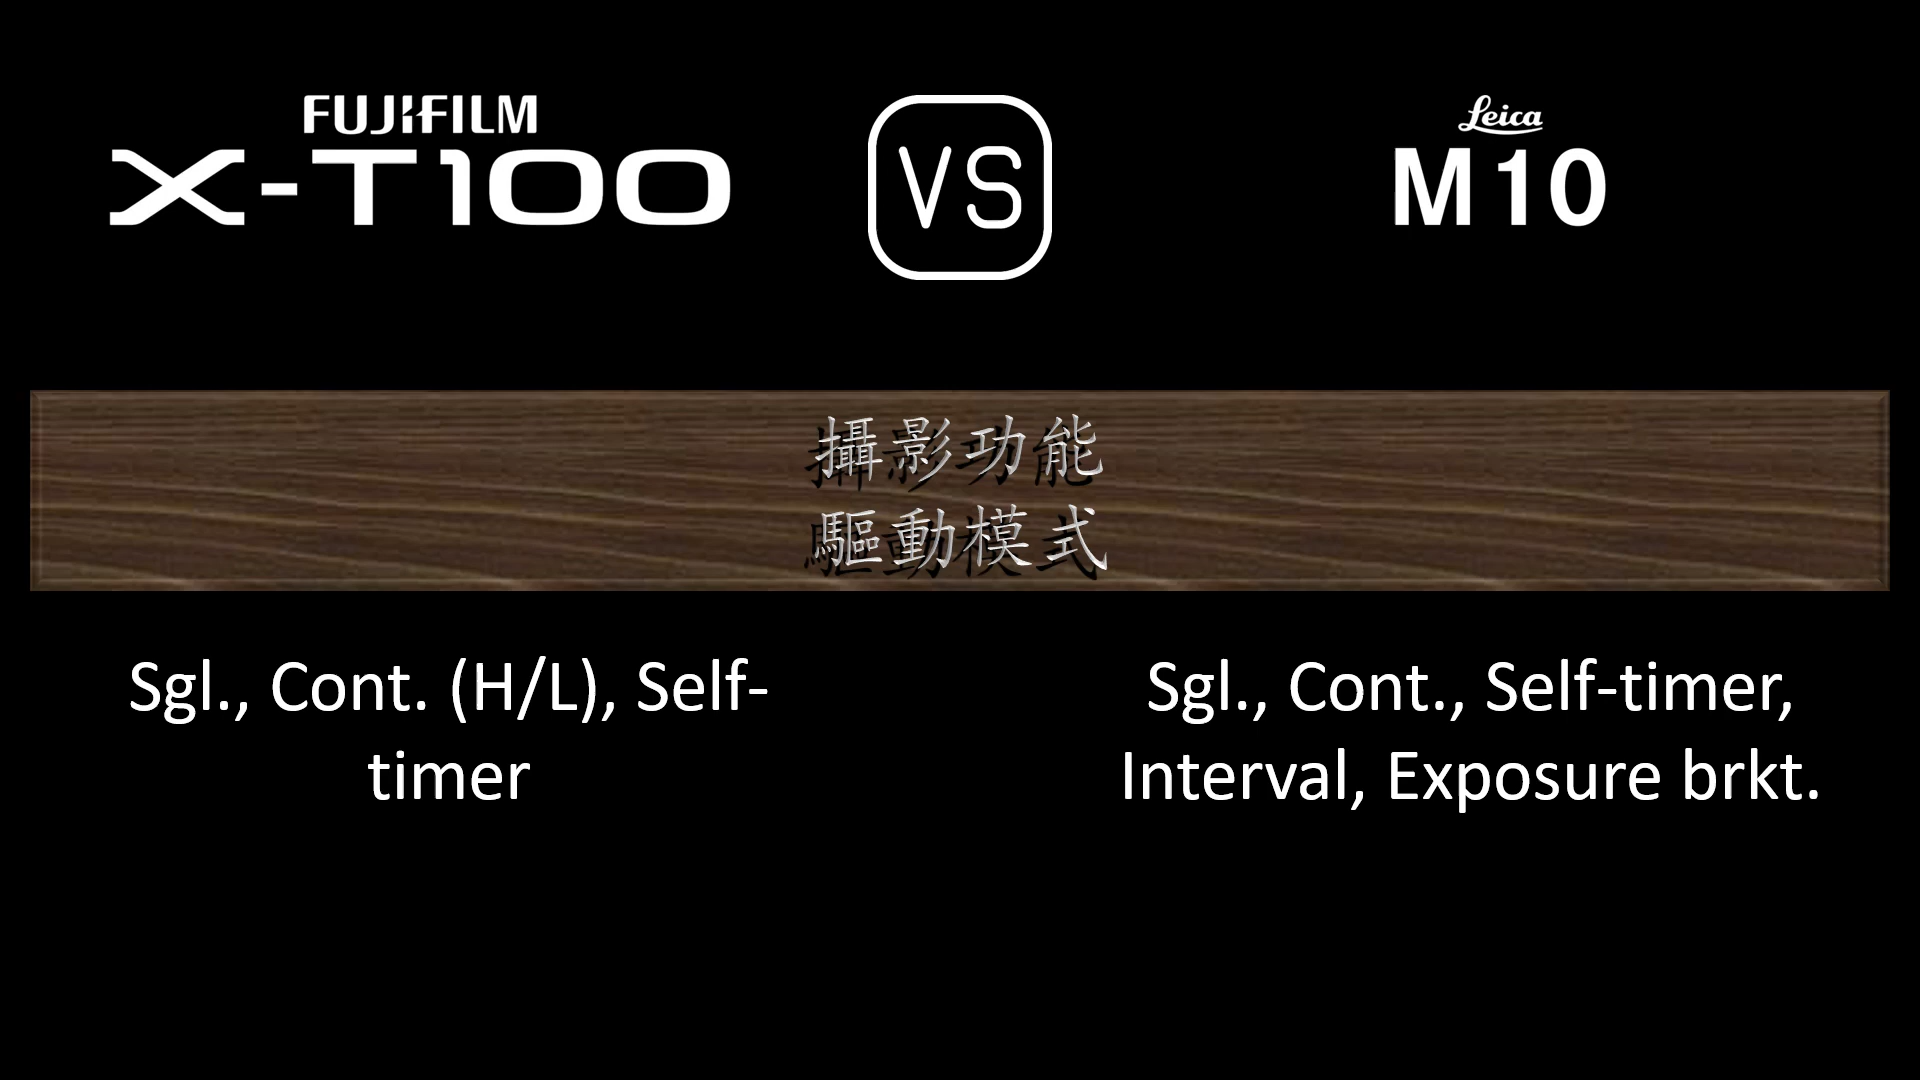 FUJIFILM
X-T100
VS
Leica
M10
攝影功能
驅動模式
Sgl., Cont. (H/L), Self-
timer
Sgl., Cont., Self-timer,
Interval, Exposure brkt.